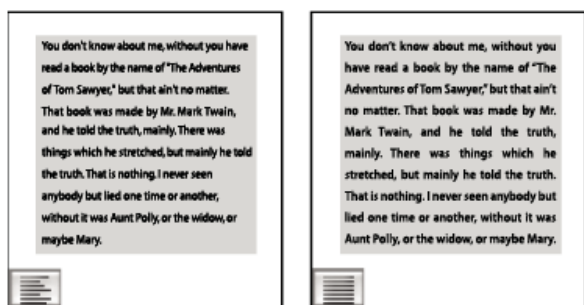 You don't know about me, without you have
read a book by the name of "The Adventures
of Tom Sawyer," but that ain't no matter.
That book was made by Mr. Mark Twain,
and he told the truth, mainly. There was
things which he stretched, but mainly he told
the truth. That is nothing. I never seen
anybody but lied one time or another,
without it was Aunt Polly, or the widow, or
maybe Mary.
You don't know about me, without you
have read a book by the name of "The
Adventures of Tom Sawyer," but that ain't
no matter. That book was made by Mr.
Mark Twain, and he told the truth,
mainly. There was things which he
stretched, but mainly he told the truth.
That is nothing. I never seen anybody but
lied one time or another, without it was
Aunt Polly, or the widow, or maybe Mary.